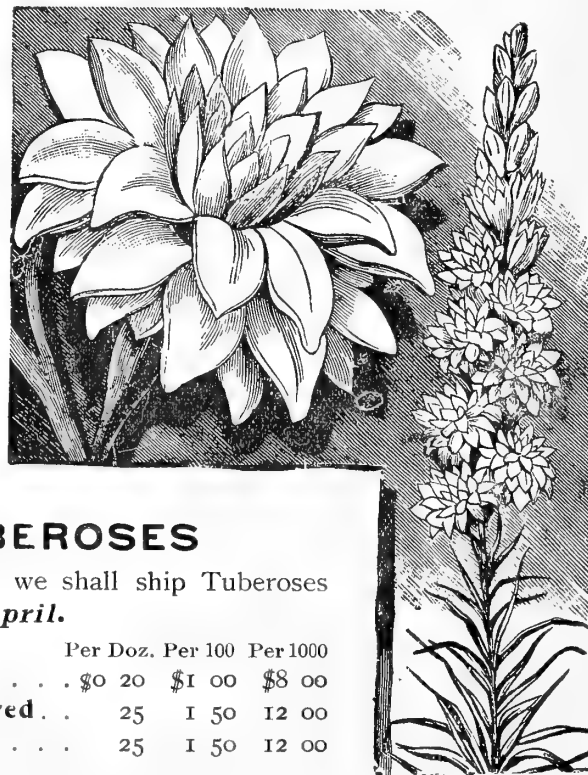 BEROSES
we shall ship Tuberoses
pril.
Per Doz. Per 100 Per 1000
. . . $0 20 $1 00 $8 00
ed . . 25 1 50 12 00
. . . 25 1 50 12 00